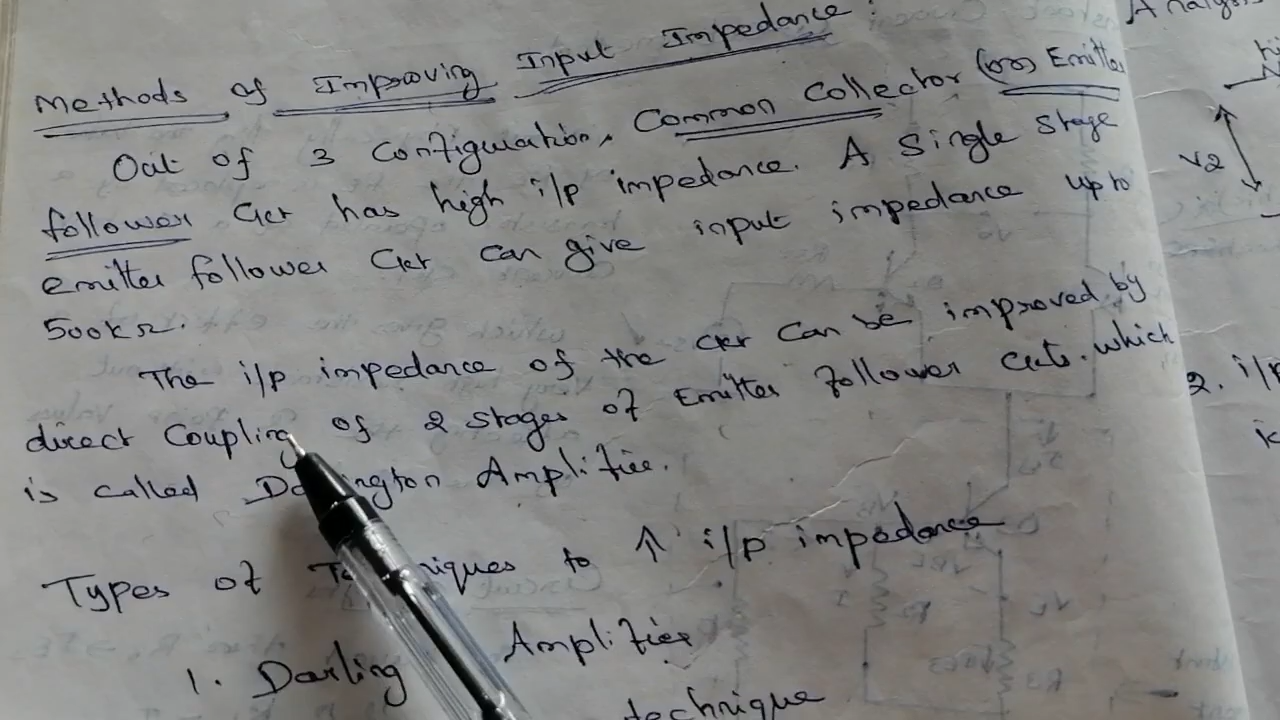 Methods of Improving Input Impedance:
Out of 3 Configuration, Common Collector (or) Emitter
follower Ckt has high i/p impedance. A Single Stage
emitter follower Ckt can give input impedance upto
500kΩ.
The i/p impedance of the ckt can be improved by
direct Coupling of 2 stages of Emitter follower Ckts. which
is called Amplifier.
Types of to ↑ i/p impedance
1. Darling Amplifier
technique
Analysis
V2
2. i/p